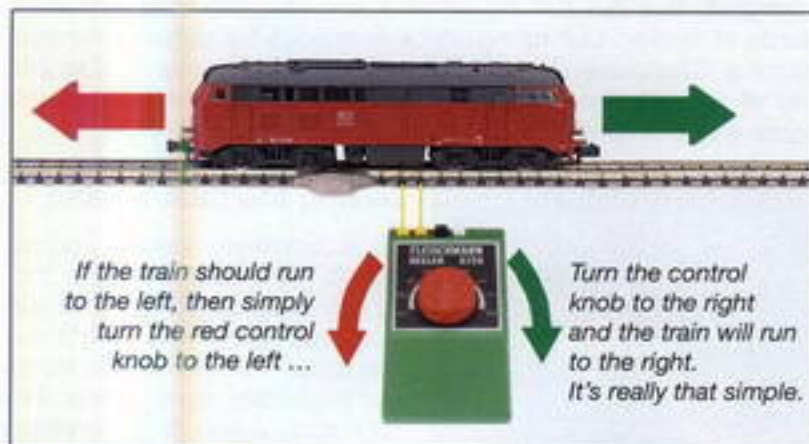 FLEISCHMANN
If the train should run
to the left, then simply
turn the red control
knob to the left ...
Turn the control
knob to the right
and the train will run
to the right.
It's really that simple.